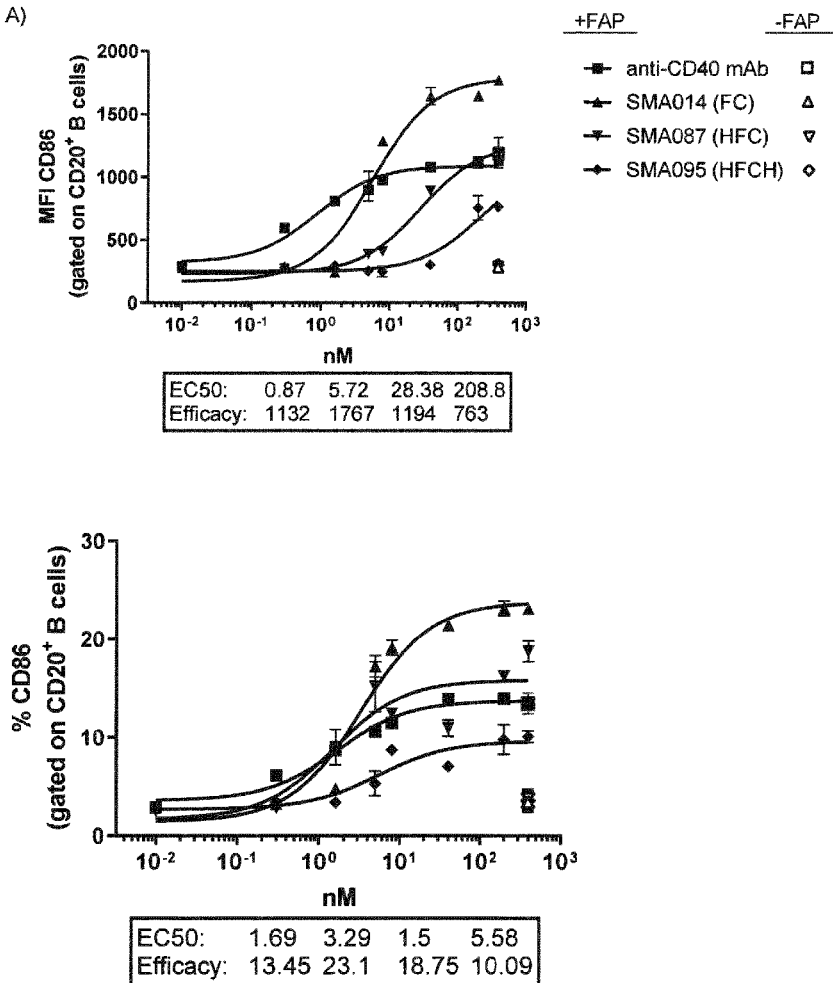 A)
+FAP -FAP
anti-CD40 mAb
SMA014 (FC)
SMA087 (HFC)
SMA095 (HFCH)
MFI CD86
(gated on CD20⁺ B cells)
2000
1500
1000
500
0
10⁻² 10⁻¹ 10⁰ 10¹ 10² 10³
nM
EC50: 0.87 5.72 28.38 208.8
Efficacy: 1132 1767 1194 763
% CD86
(gated on CD20⁺ B cells)
30
20
10
0
10⁻² 10⁻¹ 10⁰ 10¹ 10² 10³
nM
EC50: 1.69 3.29 1.5 5.58
Efficacy: 13.45 23.1 18.75 10.09